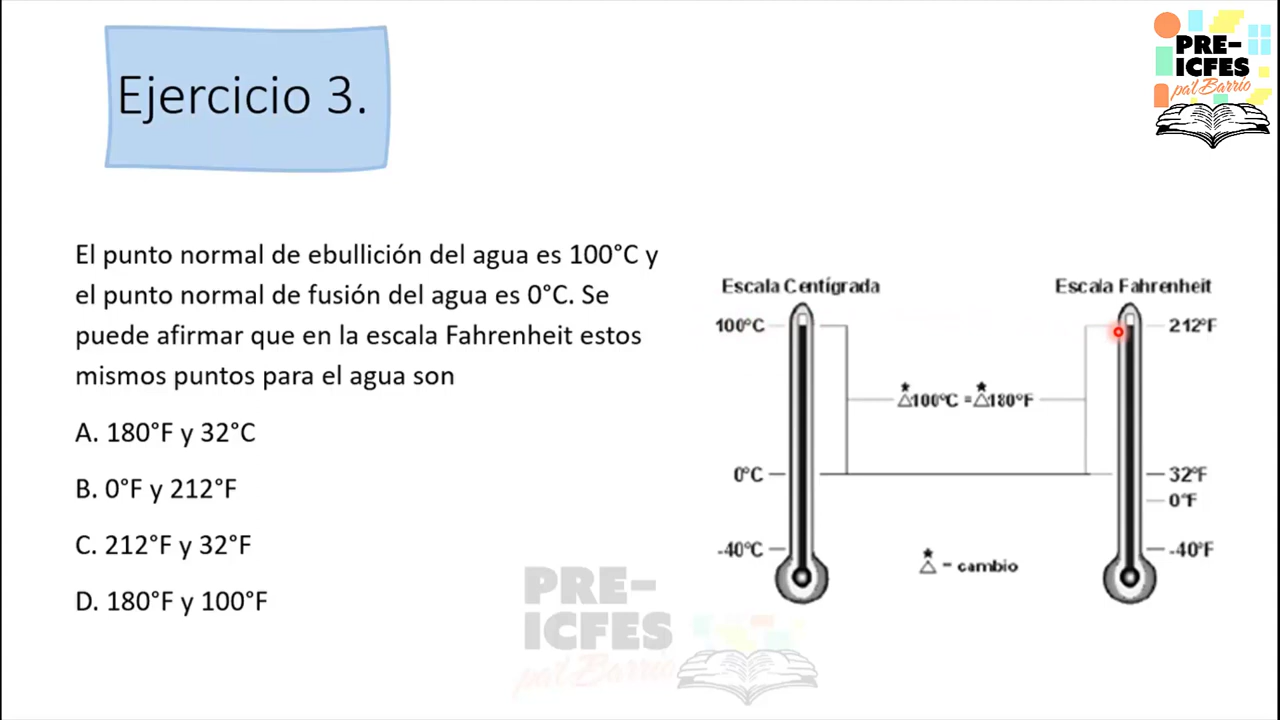 Ejercicio 3.
PRE-
ICFES
pa'l Barrio
El punto normal de ebullición del agua es 100°C y
el punto normal de fusión del agua es 0°C. Se
puede afirmar que en la escala Fahrenheit estos
mismos puntos para el agua son
A. 180°F y 32°C
B. 0°F y 212°F
C. 212°F y 32°F
D. 180°F y 100°F
Escala Centígrada
Escala Fahrenheit
100°C
212°F
△100°C = △180°F
0°C
32°F
0°F
-40°C
-40°F
△ - cambio
PRE-
ICFES
pa'l Barrio